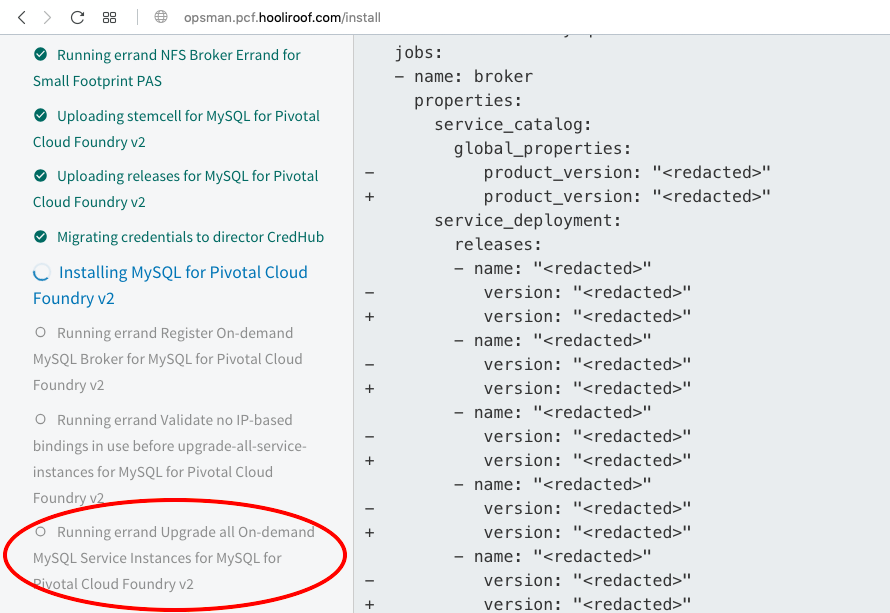 opsman.pcf.hooliroof.com/install
Running errand NFS Broker Errand for
Small Footprint PAS
Uploading stemcell for MySQL for Pivotal
Cloud Foundry v2
Uploading releases for MySQL for Pivotal
Cloud Foundry v2
Migrating credentials to director CredHub
Installing MySQL for Pivotal Cloud
Foundry v2
Running errand Register On-demand
MySQL Broker for MySQL for Pivotal Cloud
Foundry v2
Running errand Validate no IP-based
bindings in use before upgrade-all-service-
instances for MySQL for Pivotal Cloud
Foundry v2
Running errand Upgrade all On-demand
MySQL Service Instances for MySQL for
Pivotal Cloud Foundry v2
jobs:
- name: broker
properties:
service_catalog:
global_properties:
- product_version: "<redacted>"
+ product_version: "<redacted>"
service_deployment:
releases:
- name: "<redacted>"
- version: "<redacted>"
+ version: "<redacted>"
- name: "<redacted>"
- version: "<redacted>"
+ version: "<redacted>"
- name: "<redacted>"
- version: "<redacted>"
+ version: "<redacted>"
- name: "<redacted>"
- version: "<redacted>"
+ version: "<redacted>"
- name: "<redacted>"
- version: "<redacted>"
+ version: "<redacted>"